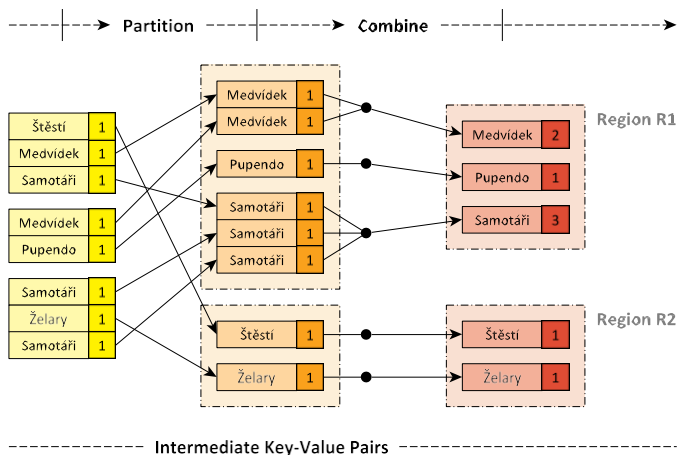 Partition Combine
Štěstí 1
Medvídek 1
Samotáři 1
Medvídek 1
Pupendo 1
Samotáři 1
Želary 1
Samotáři 1
Medvídek 1
Medvídek 1
Pupendo 1
Samotáři 1
Samotáři 1
Samotáři 1
Štěstí 1
Želary 1
Region R1
Medvídek 2
Pupendo 1
Samotáři 3
Region R2
Štěstí 1
Želary 1
Intermediate Key-Value Pairs